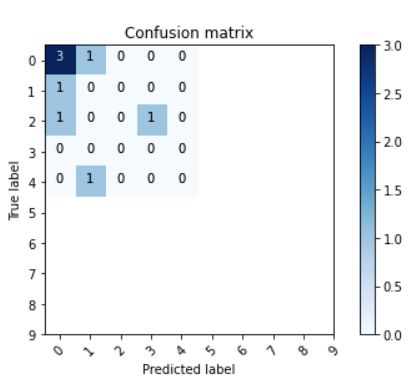 Confusion matrix
0 3 1 0 0 0
1 1 0 0 0 0
2 1 0 0 1 0
3 0 0 0 0 0
4 0 1 0 0 0
5
6
7
8
9
True label
0 1 2 3 4 5 6 7 8 9
Predicted label
3.0
2.5
2.0
1.5
1.0
0.5
0.0